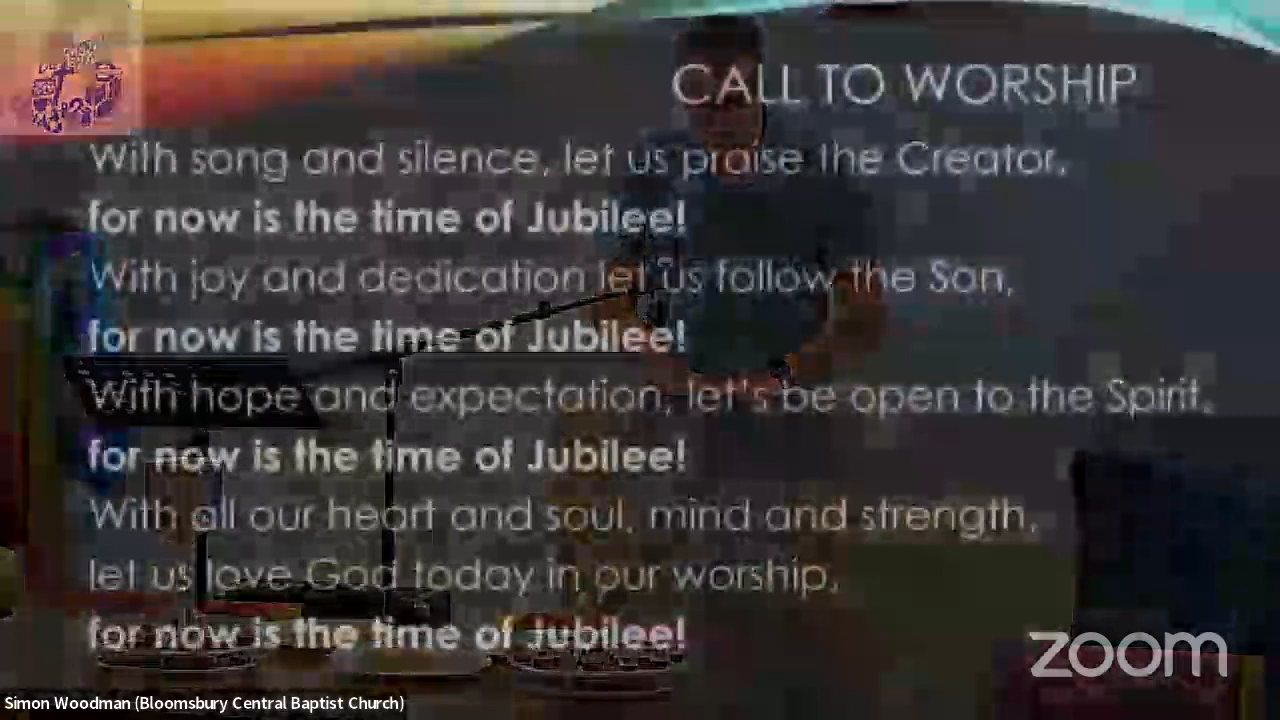 CALL TO WORSHIP
With song and silence, let us praise the Creator,
for now is the time of Jubilee!
With joy and dedication let us follow the Son,
for now is the time of Jubilee!
With hope and expectation, let's be open to the Spirit,
for now is the time of Jubilee!
With all our heart and soul, mind and strength,
let us love God today in our worship,
for now is the time of Jubilee!
zoom
Simon Woodman (Bloomsbury Central Baptist Church)